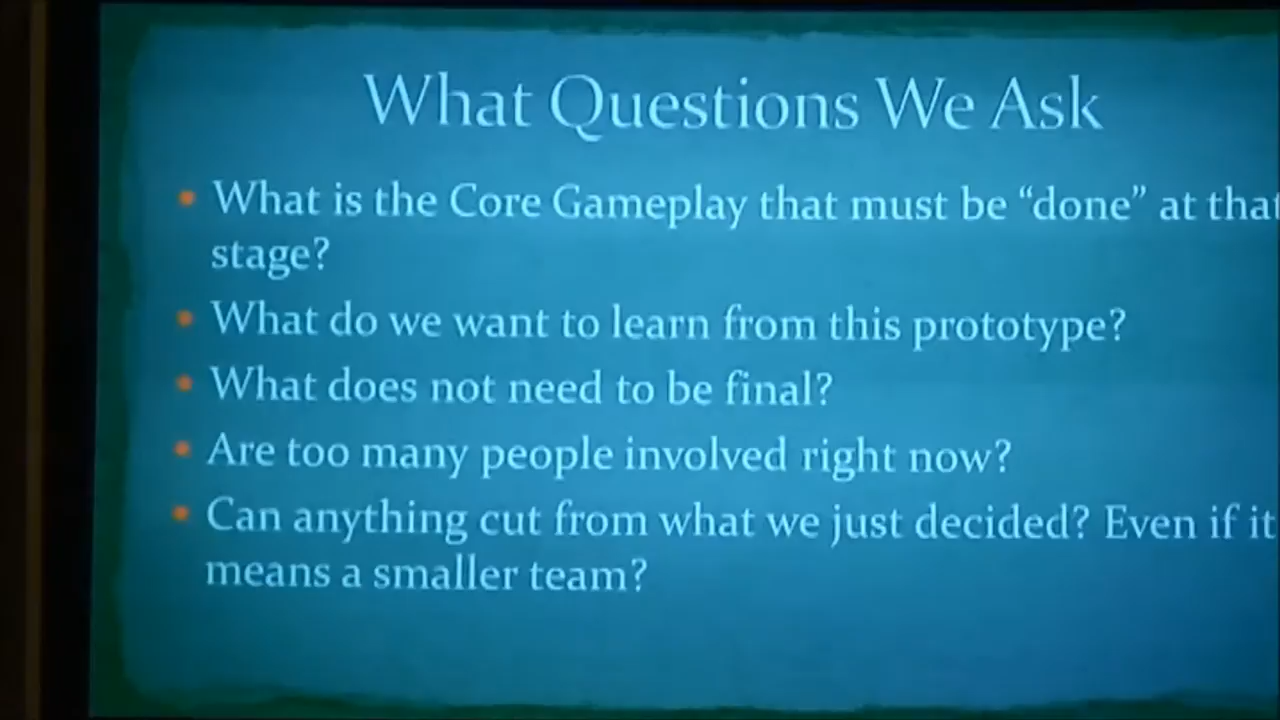 What Questions We Ask
• What is the Core Gameplay that must be “done” at that
stage?
• What do we want to learn from this prototype?
• What does not need to be final?
• Are too many people involved right now?
• Can anything cut from what we just decided? Even if it
means a smaller team?